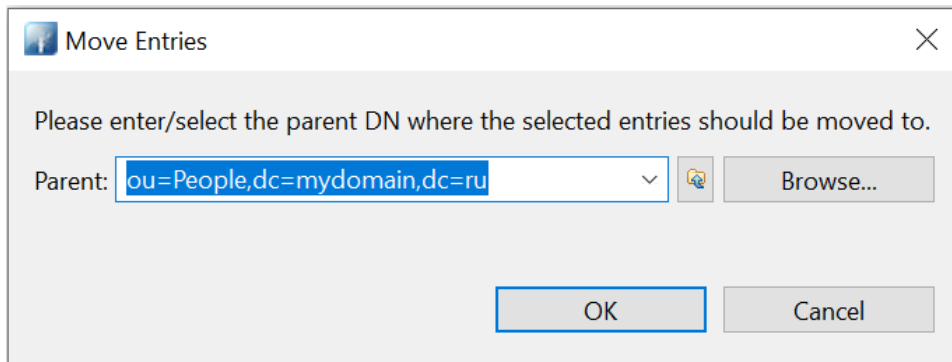 Move Entries
Please enter/select the parent DN where the selected entries should be moved to.
Parent: ou=People,dc=mydomain,dc=ru Browse...
OK Cancel